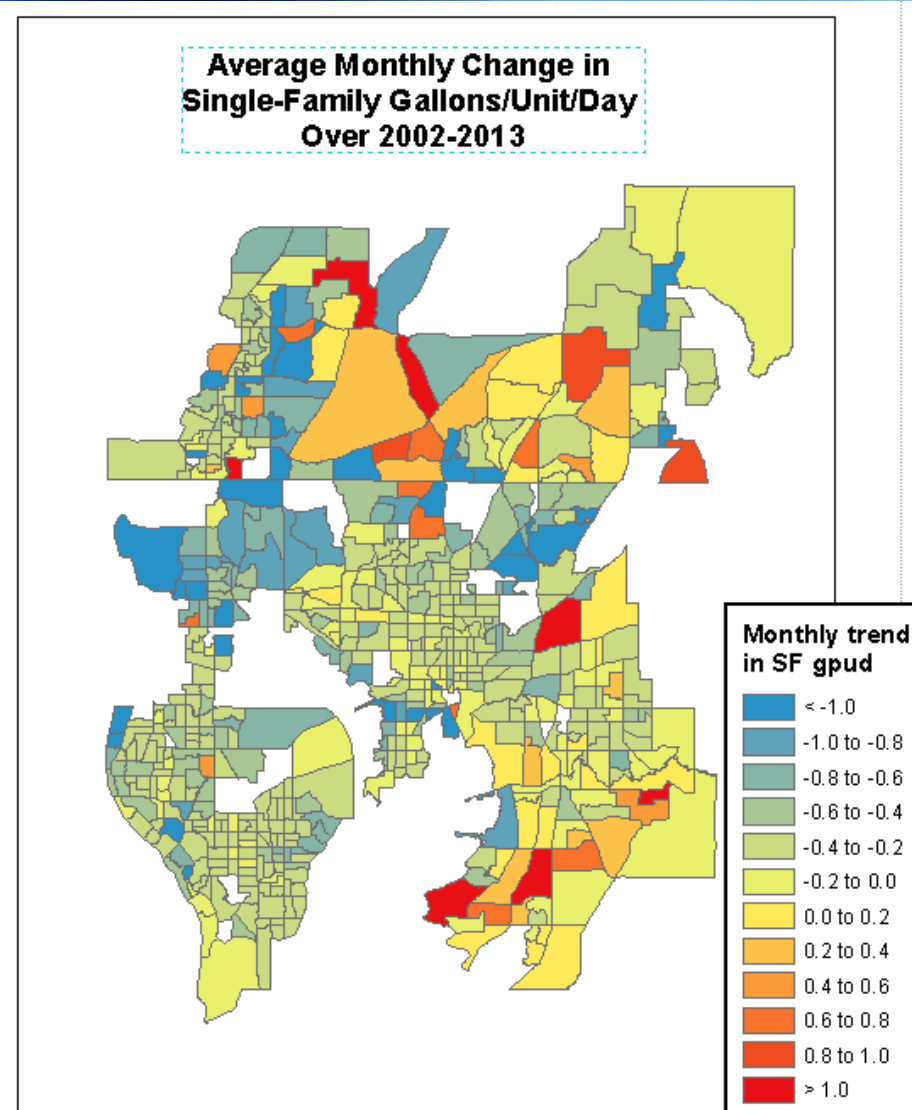 Average Monthly Change in
Single-Family Gallons/Unit/Day
Over 2002-2013
Monthly trend
in SF gpud
< -1.0
-1.0 to -0.8
-0.8 to -0.6
-0.6 to -0.4
-0.4 to -0.2
-0.2 to 0.0
0.0 to 0.2
0.2 to 0.4
0.4 to 0.6
0.6 to 0.8
0.8 to 1.0
> 1.0